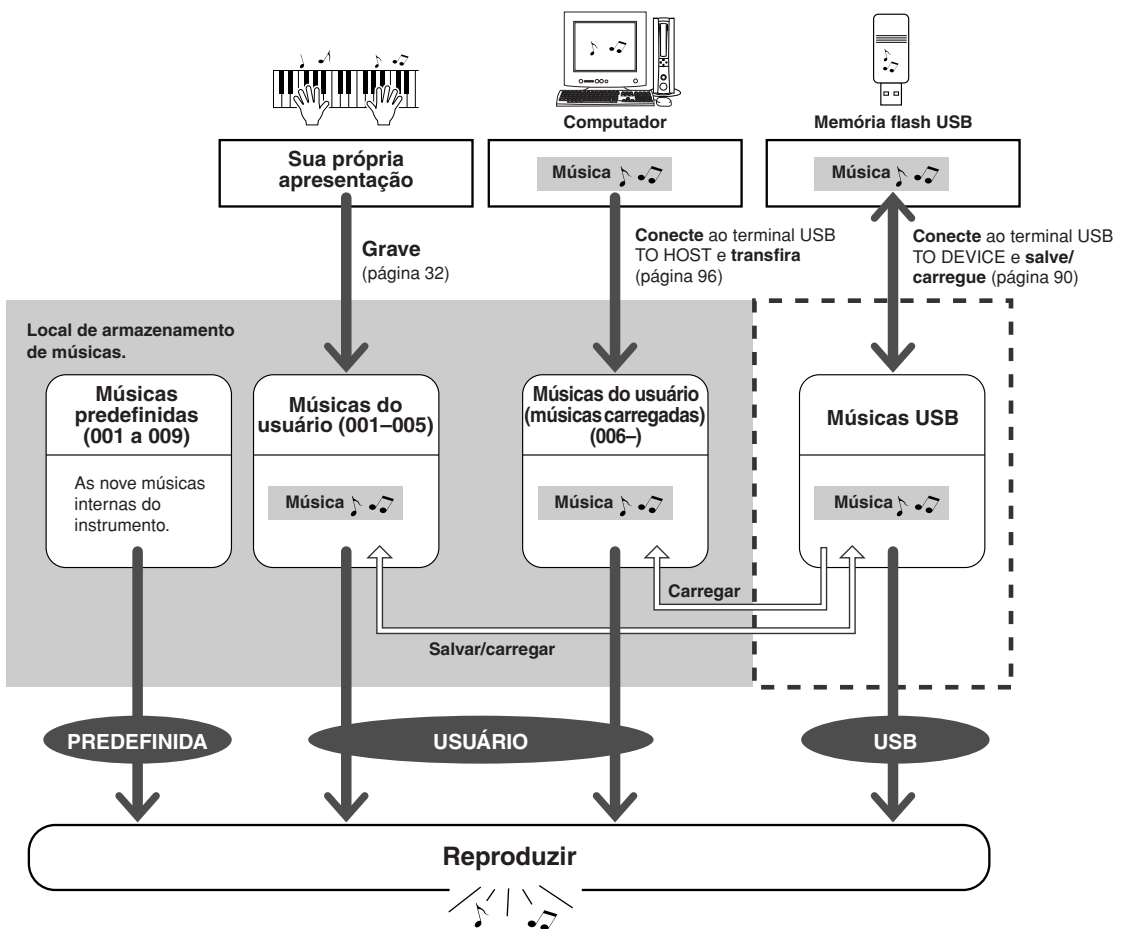 Computador
Memória flash USB
Sua própria
apresentação
Música
Música
Grave
(página 32)
Conecte ao terminal USB
TO HOST e transfira
(página 96)
Conecte ao terminal USB
TO DEVICE e salve/
carregue (página 90)
Local de armazenamento
de músicas.
Músicas
predefinidas
(001 a 009)
As nove músicas
internas do
instrumento.
Músicas do
usuário (001–005)
Música
Músicas do usuário
(músicas carregadas)
(006–)
Música
Músicas USB
Música
Carregar
Salvar/carregar
PREDEFINIDA
USUÁRIO
USB
Reproduzir